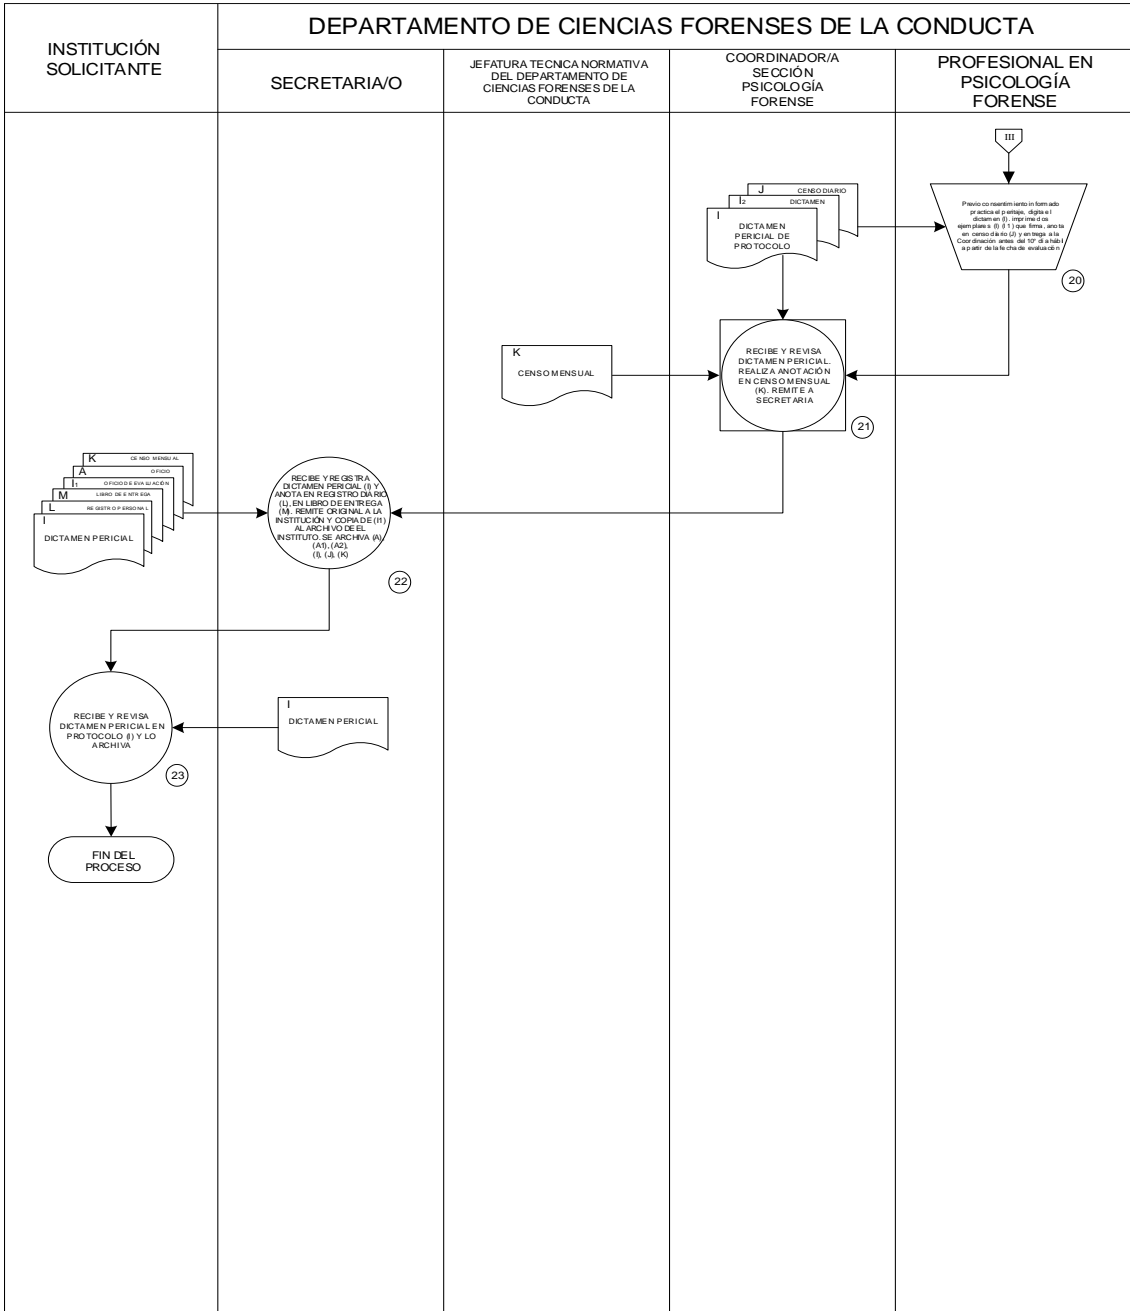 DEPARTAMENTO DE CIENCIAS FORENSES DE LA CONDUCTA
INSTITUCIÓN
SOLICITANTE
SECRETARIA/O
JEFATURA TECNICA NORMATIVA
DEL DEPARTAMENTO DE
CIENCIAS FORENSES DE LA
CONDUCTA
COORDINADOR/A
SECCIÓN
PSICOLOGÍA
FORENSE
PROFESIONAL EN
PSICOLOGÍA
FORENSE
III
J CENSO DIARIO
I2 DICTAMEN
I
DICTAMEN
PERICIAL DE
PROTOCOLO
Previo consentimiento informado
practica el peritaje, digita el
dictamen (I). imprime dos
ejemplares (I) (I1) que firma, anota
en censo diario (J) y entrega a la
Coordinación antes del 10° día hábil
a partir de la fecha de evaluación
20
K
CENSO MENSUAL
RECIBE Y REVISA
DICTAMEN PERICIAL.
REALIZA ANOTACIÓN
EN CENSO MENSUAL
(K). REMITE A
SECRETARIA
21
K CENSO MENSUAL
A OFICIO
I1 OFICIO DE EVALUACIÓN
M LIBRO DE ENTREGA
L REGISTRO PERSONAL
I
DICTAMEN PERICIAL
RECIBE Y REGISTRA
DICTAMEN PERICIAL (I) Y
ANOTA EN REGISTRO DIARIO
(L), EN LIBRO DE ENTREGA
(M). REMITE ORIGINAL A LA
INSTITUCIÓN Y COPIA DE (I1)
AL ARCHIVO DE EL
INSTITUTO. SE ARCHIVA (A),
(A1), (A2),
(I), (J), (K)
22
RECIBE Y REVISA
DICTAMEN PERICIAL EN
PROTOCOLO (I) Y LO
ARCHIVA
23
I
DICTAMEN PERICIAL
FIN DEL
PROCESO